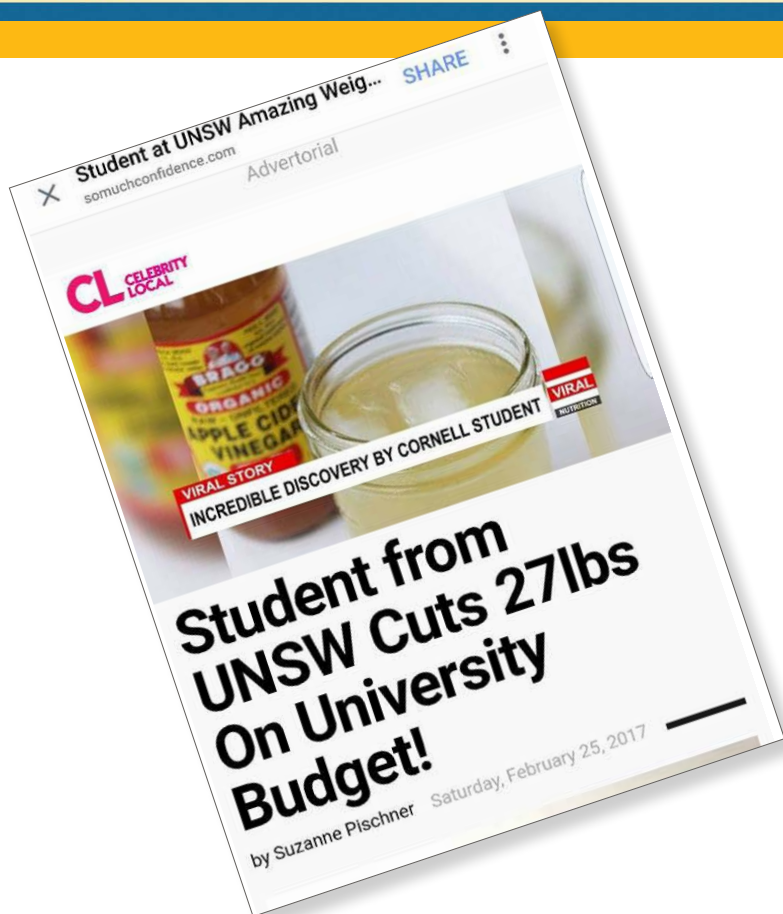 Student at UNSW Amazing Weig... SHARE
somuchconfidence.com
Advertorial
CL CELEBRITY
LOCAL
BRAGG
ORGANIC
APPLE CIDE
VINEGAR
VIRAL STORY
INCREDIBLE DISCOVERY BY CORNELL STUDENT
VIRAL
NUTRITION
Student from
UNSW Cuts 27lbs
On University
Budget!
by Suzanne Pischner Saturday, February 25, 2017